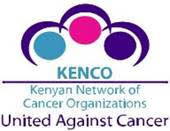 KENCO
Kenyan Network of
Cancer Organizations
United Against Cancer